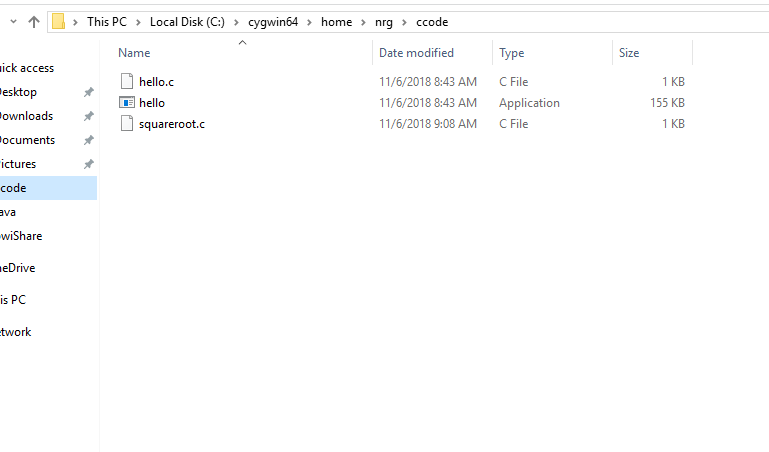 This PC > Local Disk (C:) > cygwin64 > home > nrg > ccode
Name Date modified Type Size
hello.c 11/6/2018 8:43 AM C File 1 KB
hello 11/6/2018 8:43 AM Application 155 KB
squareroot.c 11/6/2018 9:08 AM C File 1 KB
uick access
Desktop
Downloads
Documents
ictures
code
ava
wiShare
neDrive
is PC
etwork